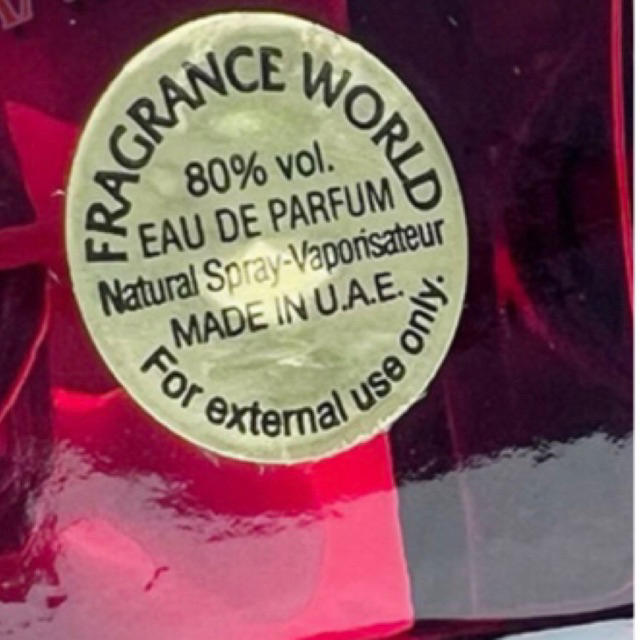 FRAGRANCE WORLD
80% vol.
EAU DE PARFUM
Natural Spray-Vaporisateur
MADE IN U.A.E.
For external use only.